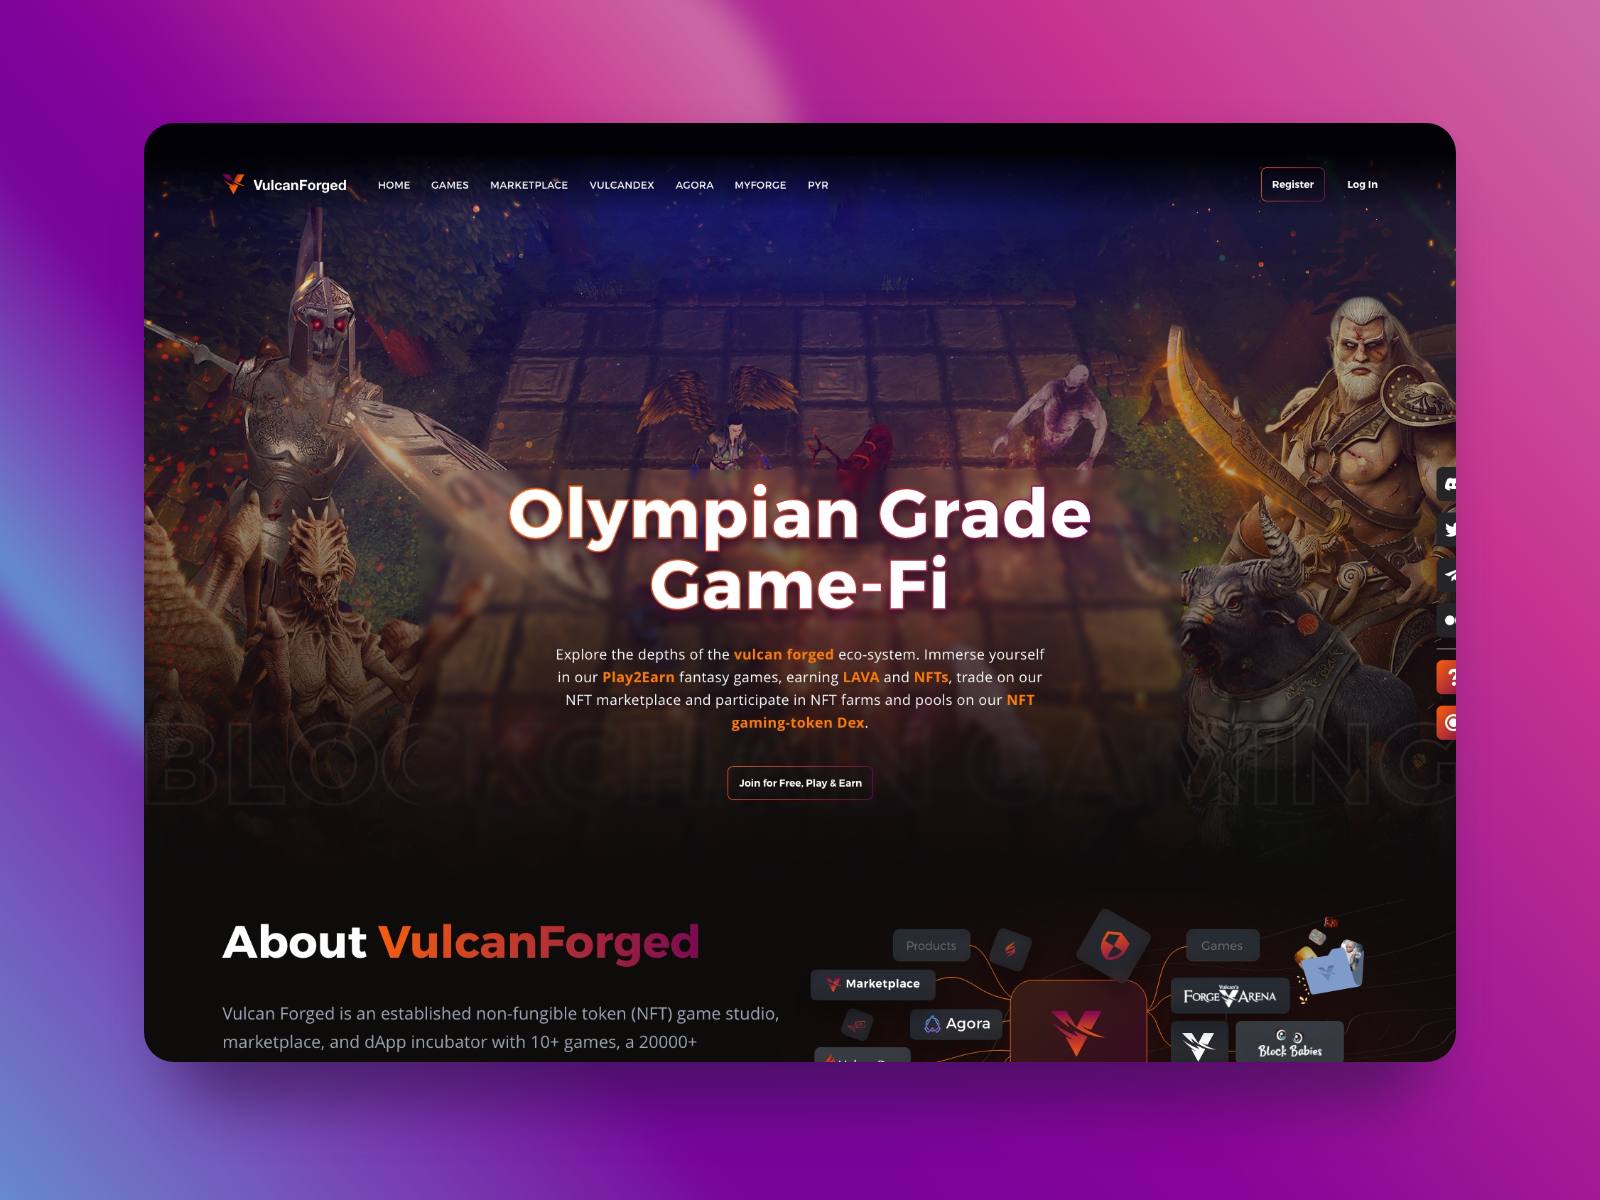 VulcanForged
HOME GAMES MARKETPLACE VULCANDEX AGORA MYFORGE PYR
Register
Log In
Olympian Grade
Game-Fi
Explore the depths of the vulcan forged eco-system. Immerse yourself
in our Play2Earn fantasy games, earning LAVA and NFTs, trade on our
NFT marketplace and participate in NFT farms and pools on our NFT
gaming-token Dex.
BLOCKCHAIN GAMING
Join for Free, Play & Earn
About VulcanForged
Vulcan Forged is an established non-fungible token (NFT) game studio,
marketplace, and dApp incubator with 10+ games, a 20000+
Products
Games
Marketplace
Vulcan's
FORGE ARENA
Agora
Block Babies